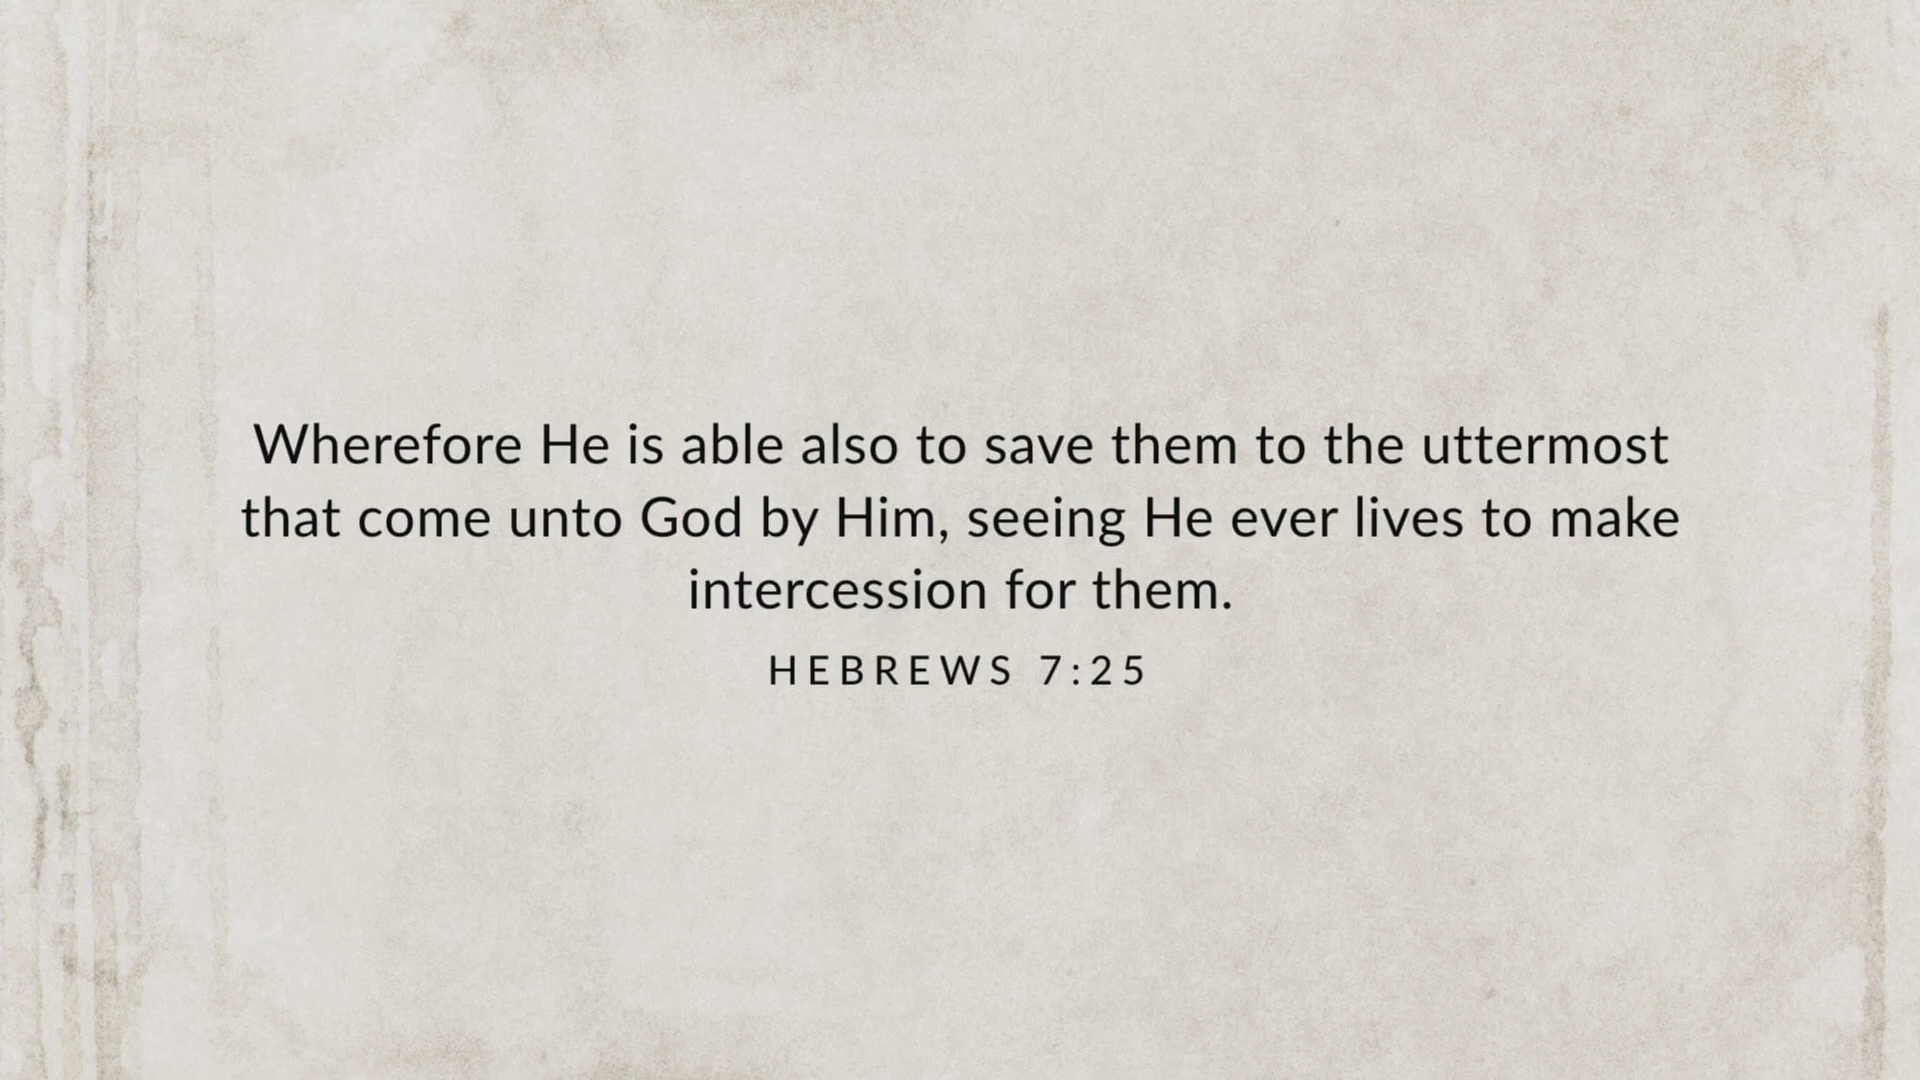 Wherefore He is able also to save them to the uttermost
that come unto God by Him, seeing He ever lives to make
intercession for them.
HEBREWS 7:25